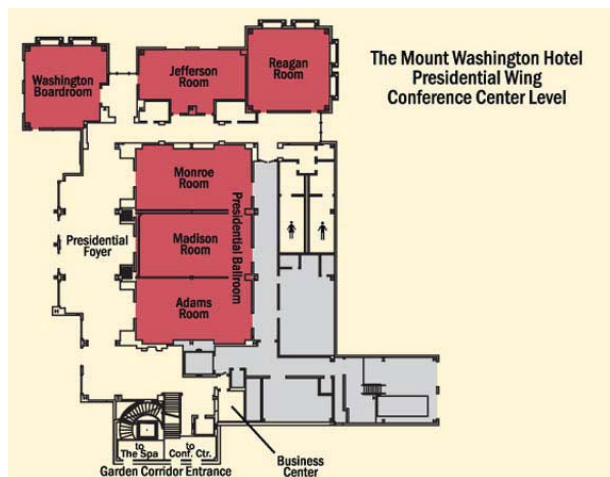 The Mount Washington Hotel
Presidential Wing
Conference Center Level
Washington
Boardroom
Jefferson
Room
Reagan
Room
Monroe
Room
Presidential Ballroom
Presidential
Foyer
Madison
Room
Adams
Room
to
The Spa
to
Conf. Ctr.
Garden Corridor Entrance
Business
Center